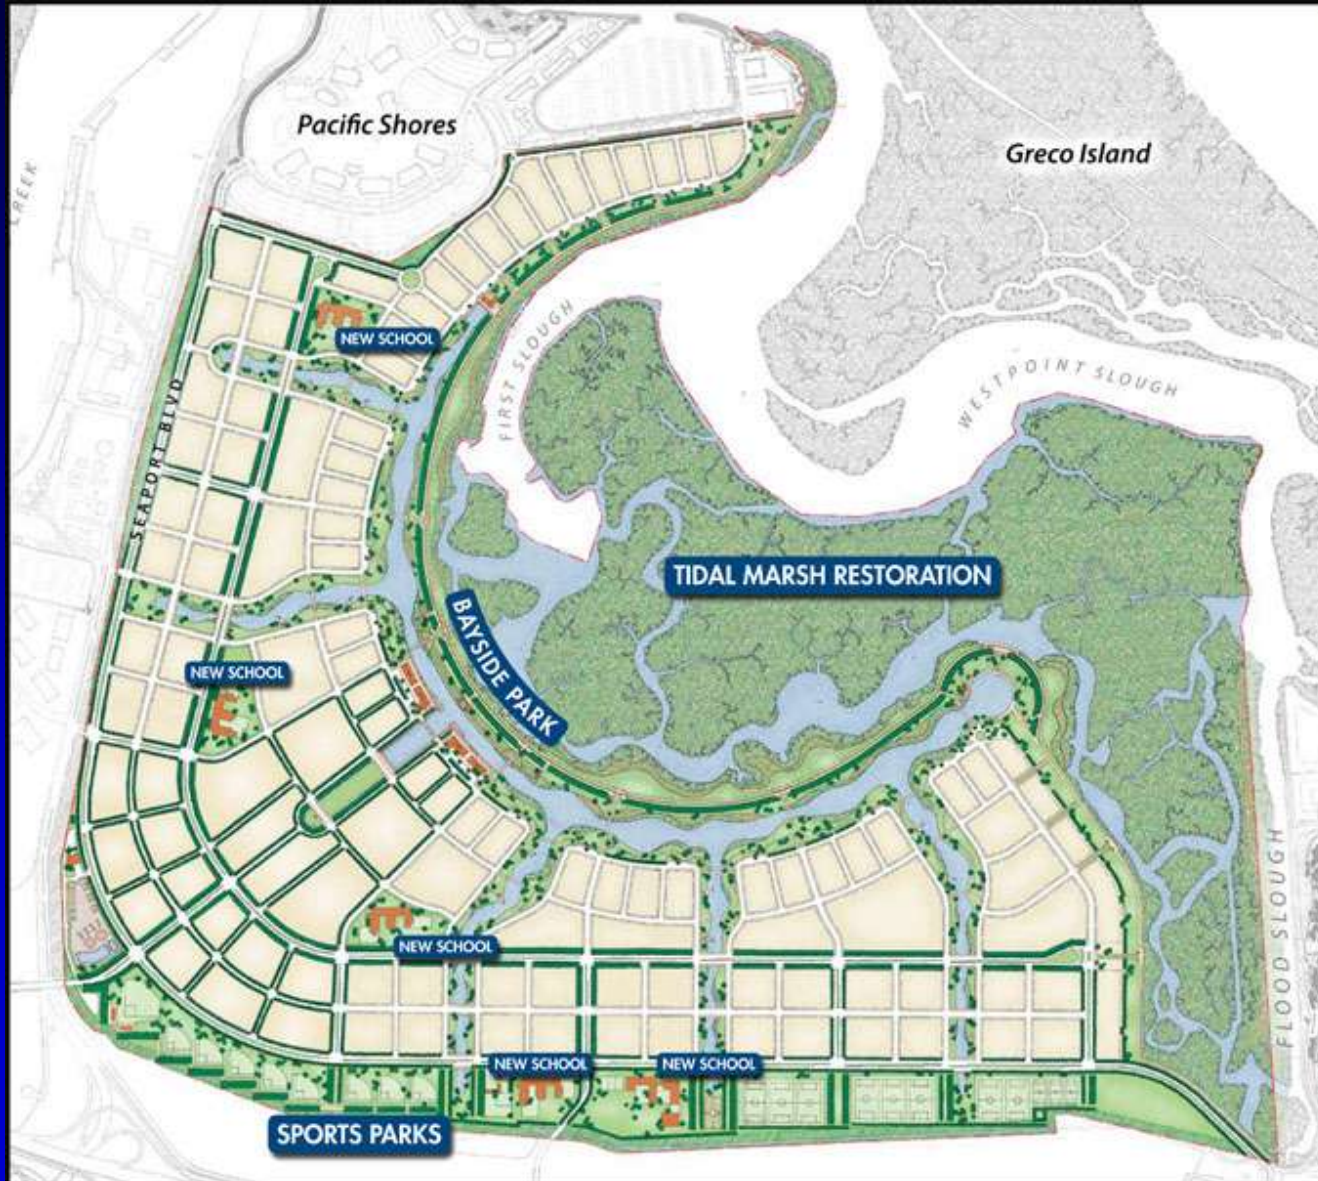 Pacific Shores
Greco Island
CREEK
NEW SCHOOL
FIRST SLOUGH
WESTPOINT SLOUGH
SEAPORT BLVD
TIDAL MARSH RESTORATION
BAYSIDE PARK
NEW SCHOOL
NEW SCHOOL
FLOOD SLOUGH
NEW SCHOOL
NEW SCHOOL
SPORTS PARKS